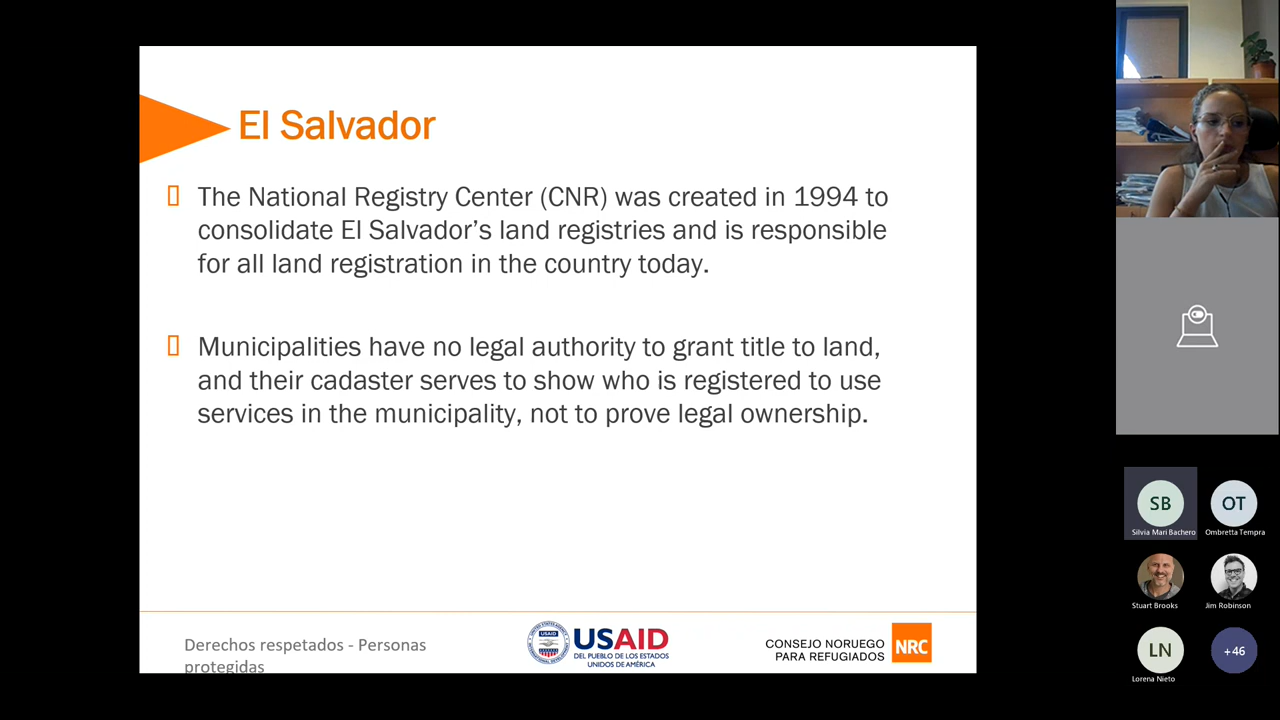 El Salvador
The National Registry Center (CNR) was created in 1994 to
consolidate El Salvador's land registries and is responsible
for all land registration in the country today.
Municipalities have no legal authority to grant title to land,
and their cadaster serves to show who is registered to use
services in the municipality, not to prove legal ownership.
Derechos respetados - Personas
protegidas
USAID
USAID
DEL PUEBLO DE LOS ESTADOS
UNIDOS DE AMÉRICA
CONSEJO NORUEGO
PARA REFUGIADOS
NRC
SB
OT
Silvia Mari Bachero
Ombretta Tempra
Stuart Brooks
Jim Robinson
LN
+46
Lorena Nieto